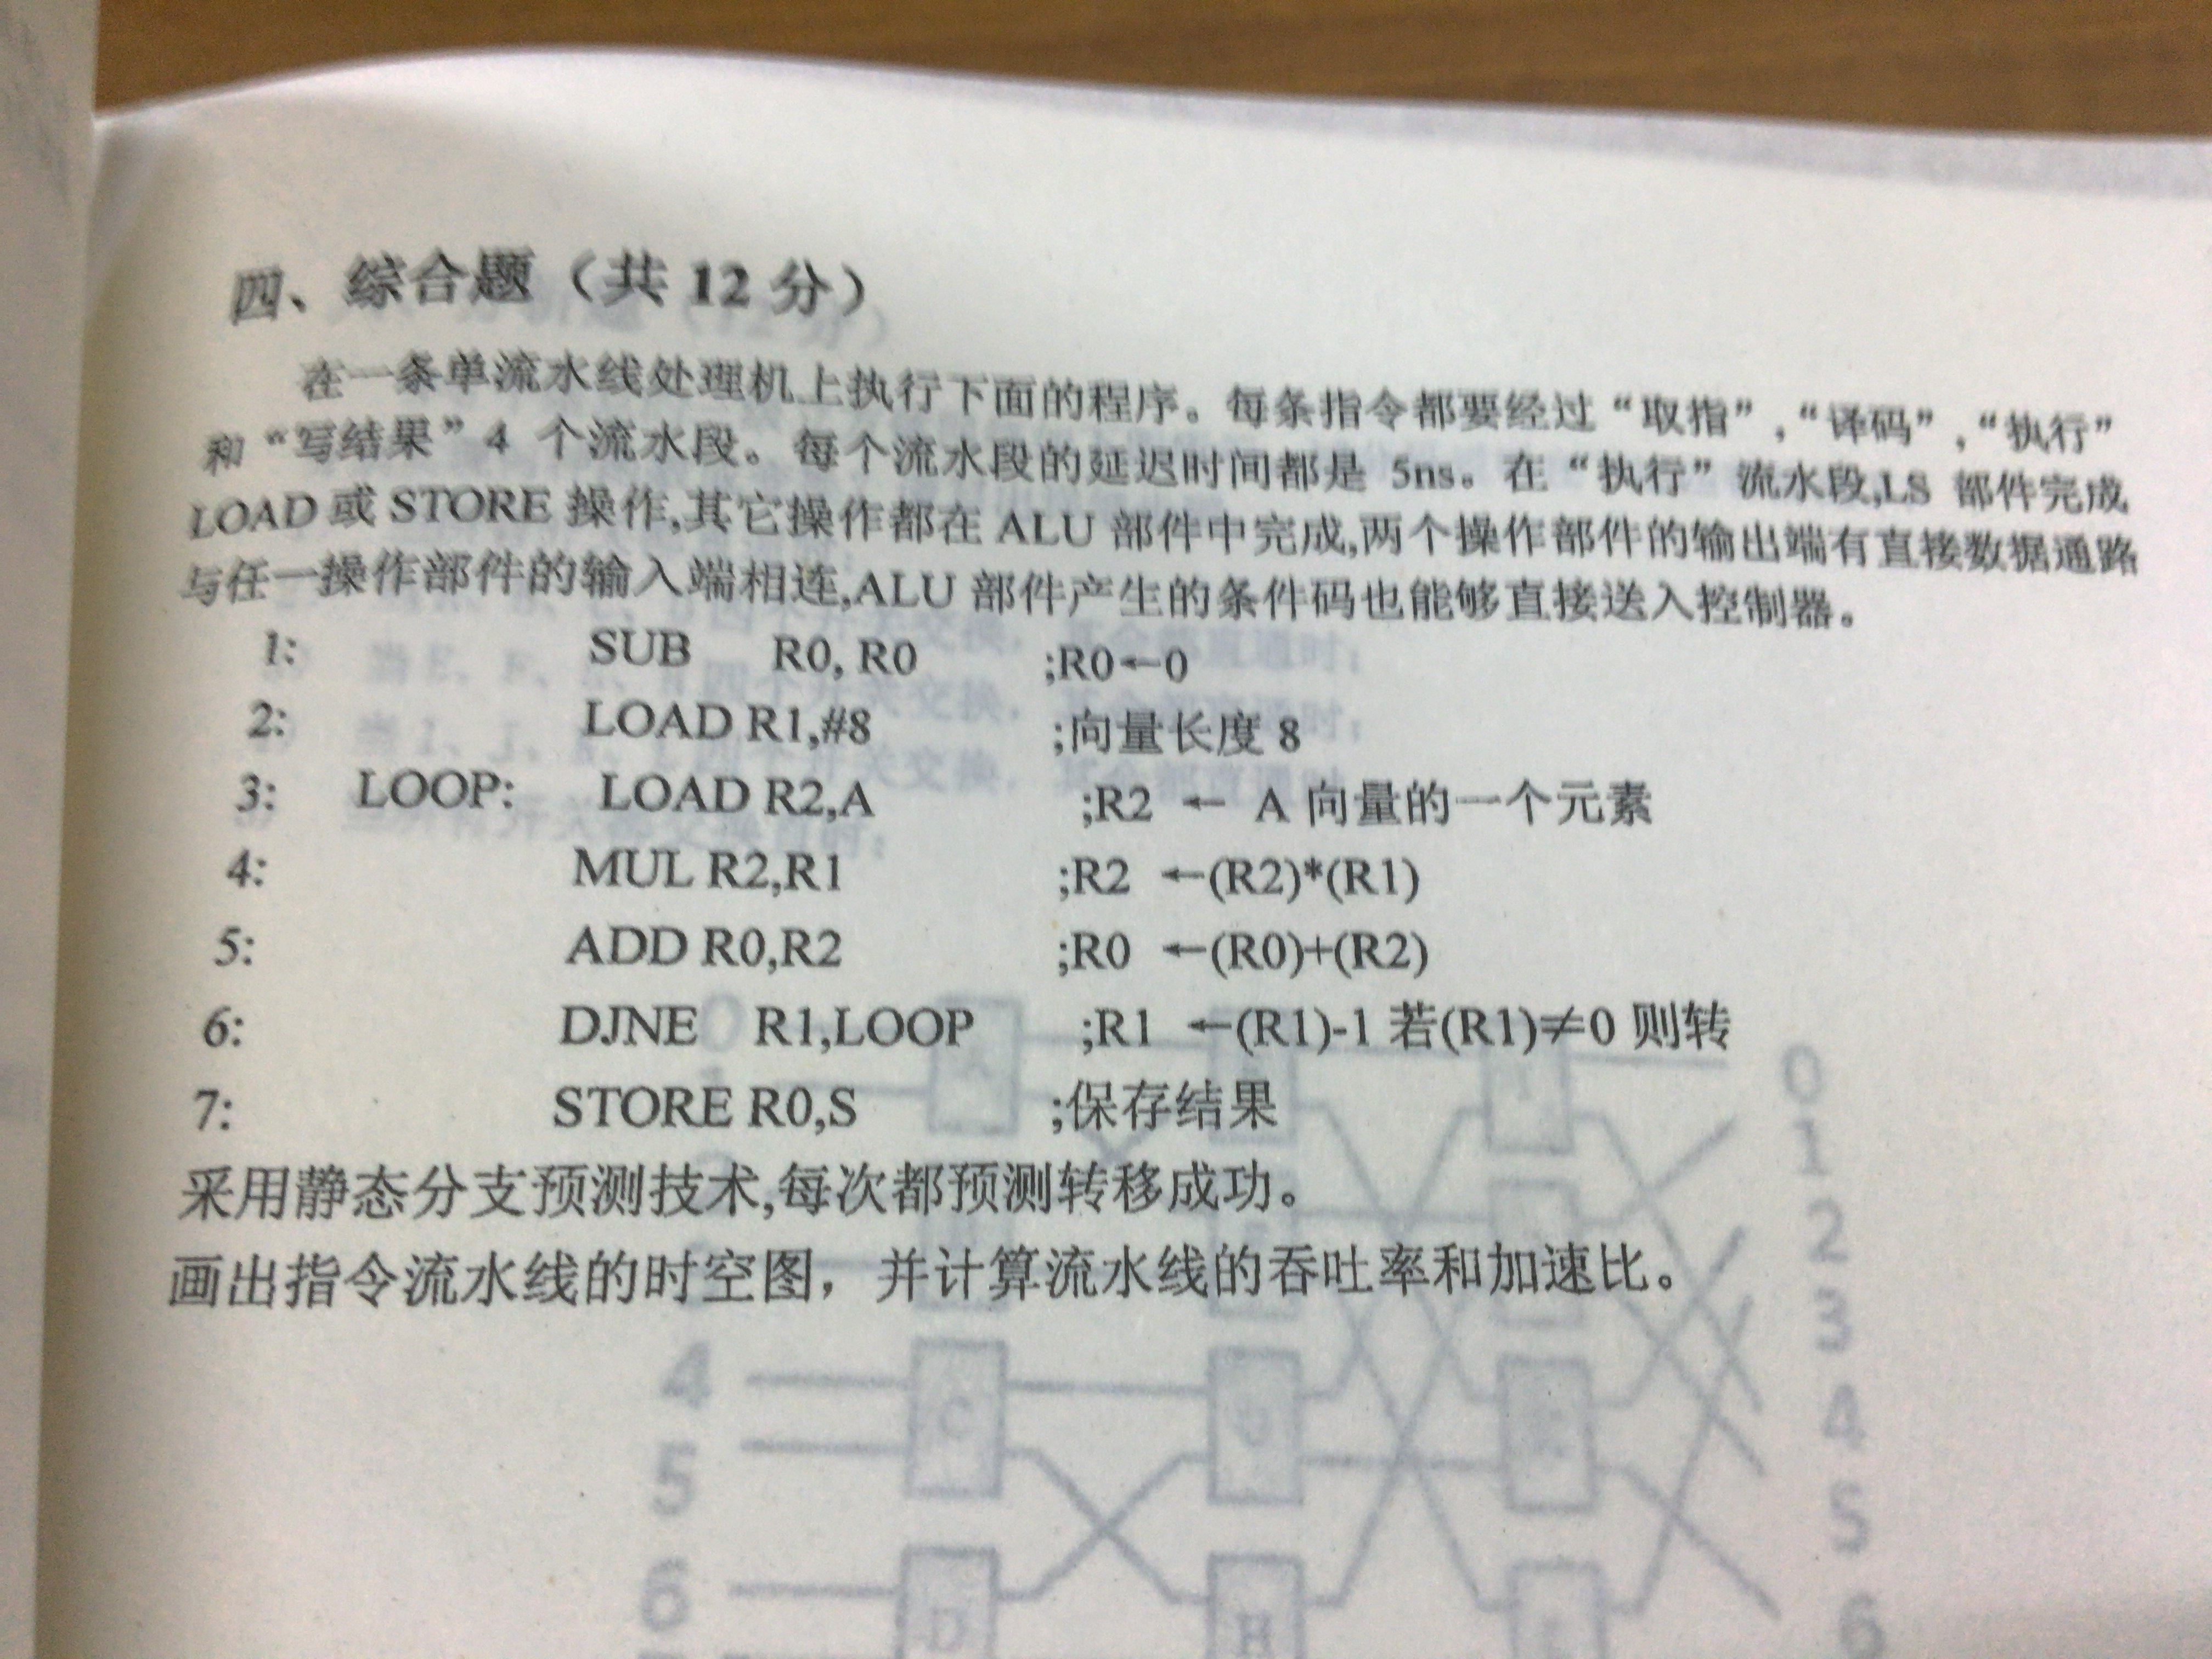 四、综合题（共 12 分）
在一条单流水线处理机上执行下面的程序。每条指令都要经过“取指”,“译码”,“执行”
和“写结果”4 个流水段。每个流水段的延迟时间都是 5ns。在“执行”流水段,LS 部件完成
LOAD 或 STORE 操作,其它操作都在 ALU 部件中完成,两个操作部件的输出端有直接数据通路
与任一操作部件的输入端相连,ALU 部件产生的条件码也能够直接送入控制器。
1: SUB R0, R0 ;R0←0
2: LOAD R1,#8 ;向量长度 8
3: LOOP: LOAD R2,A ;R2 ← A 向量的一个元素
4: MUL R2,R1 ;R2 ←(R2)*(R1)
5: ADD R0,R2 ;R0 ←(R0)+(R2)
6: DJNE R1,LOOP ;R1 ←(R1)-1 若(R1)≠0 则转
7: STORE R0,S ;保存结果
采用静态分支预测技术,每次都预测转移成功。
画出指令流水线的时空图，并计算流水线的吞吐率和加速比。